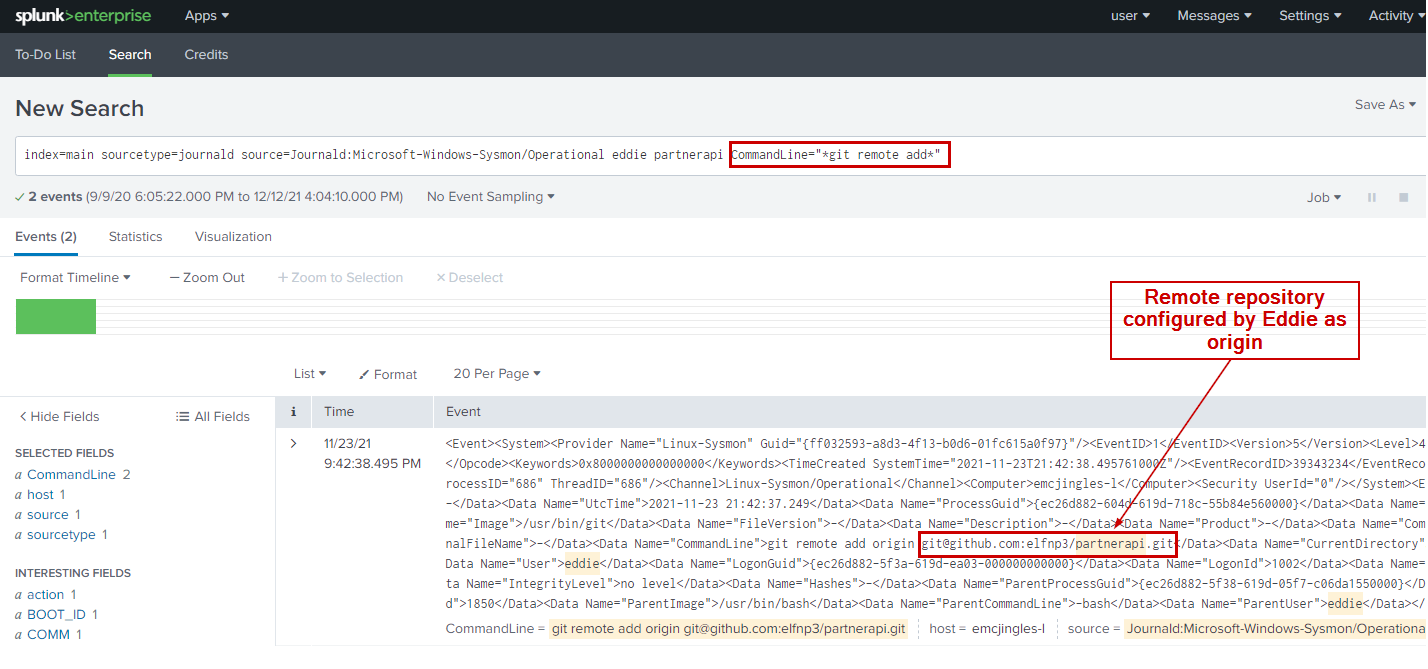 splunk>enterprise Apps user Messages Settings Activity
To-Do List Search Credits
New Search
Save As
index=main sourcetype=journald source=Journald:Microsoft-Windows-Sysmon/Operational eddie partnerapi CommandLine="*git remote add*"
✓ 2 events (9/9/20 6:05:22.000 PM to 12/12/21 4:04:10.000 PM) No Event Sampling Job
Events (2) Statistics Visualization
Format Timeline — Zoom Out + Zoom to Selection × Deselect
Remote repository
configured by Eddie as
origin
List Format 20 Per Page
< Hide Fields All Fields
SELECTED FIELDS
a CommandLine 2
a host 1
a source 1
a sourcetype 1
INTERESTING FIELDS
a action 1
a BOOT_ID 1
a COMM 1
i Time Event
> 11/23/21
9:42:38.495 PM
<Event><System><Provider Name="Linux-Sysmon" Guid="{ff032593-a8d3-4f13-b0d6-01fc615a0f97}"/><EventID>1</EventID><Version>5</Version><Level>4
</Opcode><Keywords>0x8000000000000000</Keywords><TimeCreated SystemTime="2021-11-23T21:42:38.495761000Z"/><EventRecordID>39343234</EventReco
rocessID="686" ThreadID="686"/><Channel>Linux-Sysmon/Operational</Channel><Computer>emcjingles-l</Computer><Security UserId="0"/></System><E
-</Data><Data Name="UtcTime">2021-11-23 21:42:37.249</Data><Data Name="ProcessGuid">{ec26d882-604d-619d-718c-55b84e560000}</Data><Data Name=
me="Image">/usr/bin/git</Data><Data Name="FileVersion">-</Data><Data Name="Description">-</Data><Data Name="Product">-</Data><Data Name="Com
nalFileName">-</Data><Data Name="CommandLine">git remote add origin git@github.com:elfnp3/partnerapi.git</Data><Data Name="CurrentDirectory"
Data Name="User">eddie</Data><Data Name="LogonGuid">{ec26d882-5f3a-619d-ea03-000000000000}</Data><Data Name="LogonId">1002</Data><Data Name=
ta Name="IntegrityLevel">no level</Data><Data Name="Hashes">-</Data><Data Name="ParentProcessGuid">{ec26d882-5f38-619d-05f7-c06da1550000}</D
d">1850</Data><Data Name="ParentImage">/usr/bin/bash</Data><Data Name="ParentCommandLine">-bash</Data><Data Name="ParentUser">eddie</Data></
CommandLine = git remote add origin git@github.com:elfnp3/partnerapi.git host = emcjingles-l source = Journald:Microsoft-Windows-Sysmon/Operationa